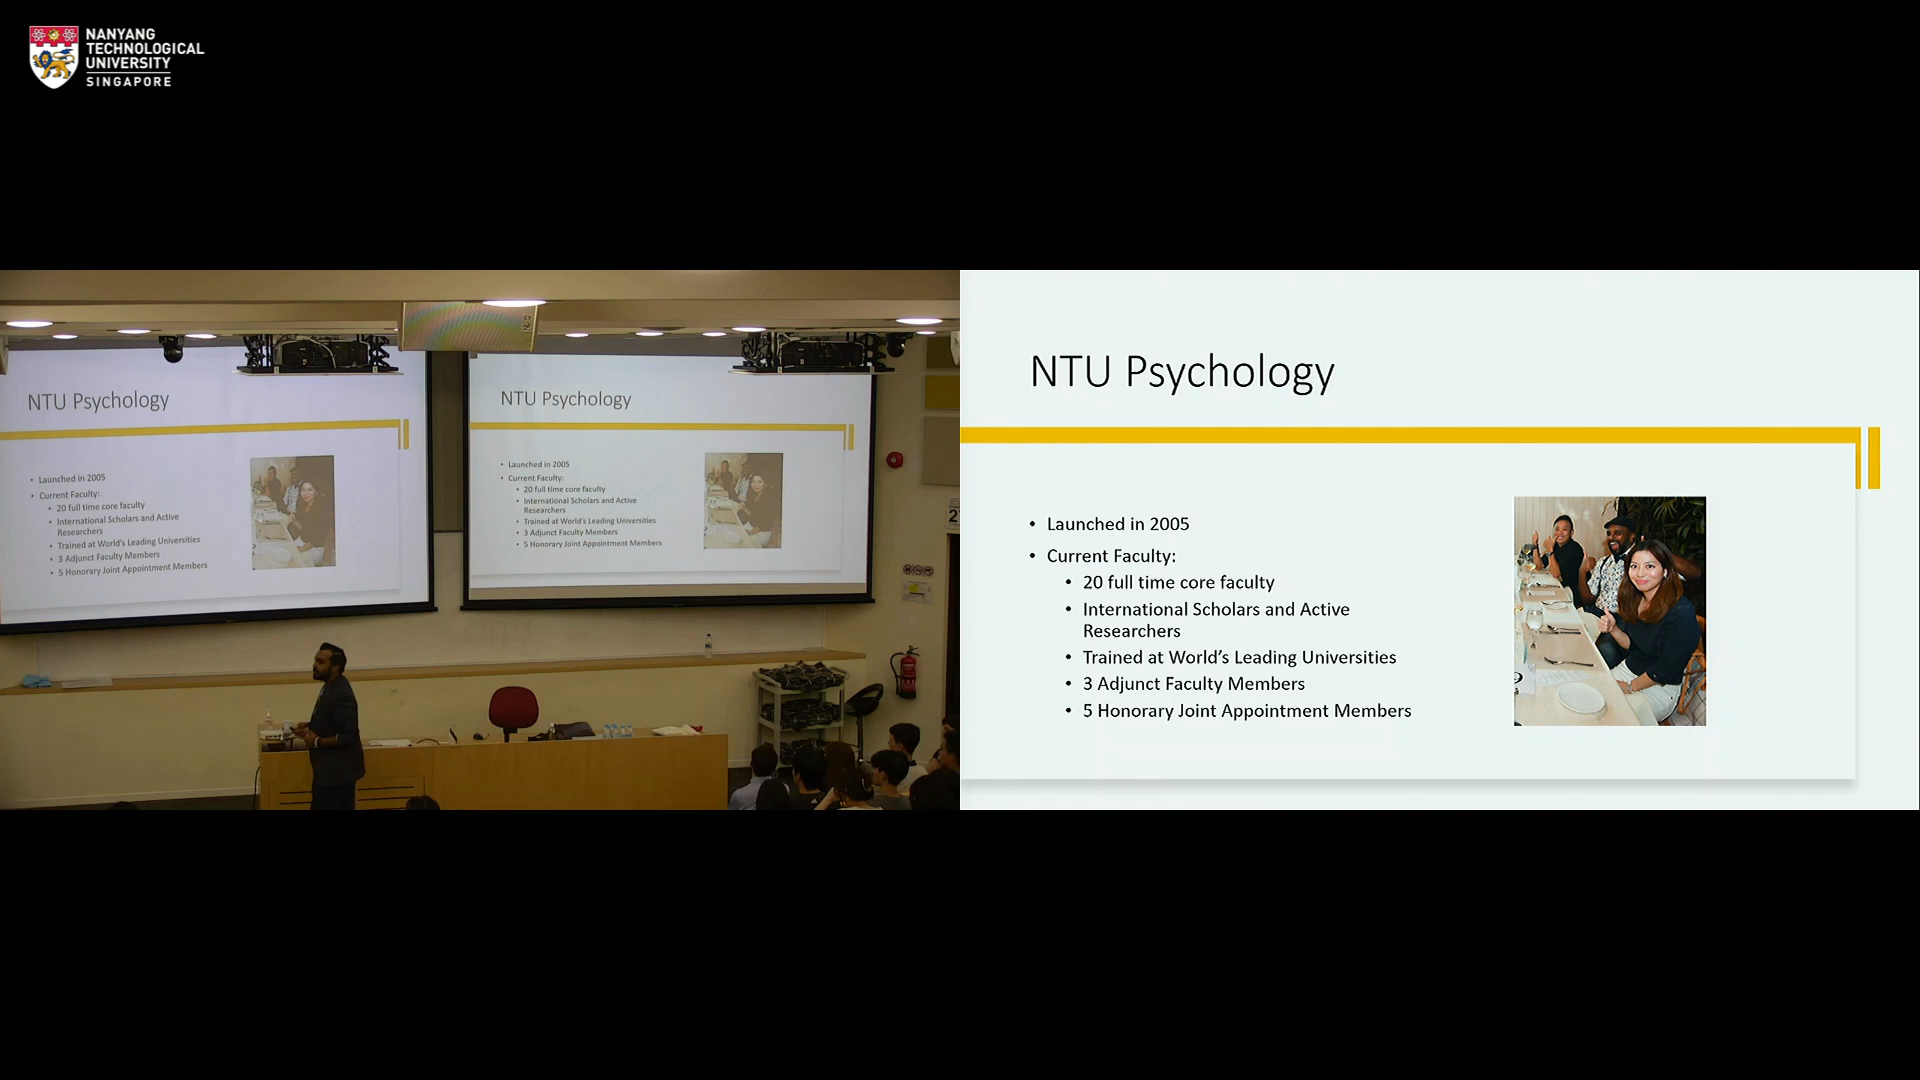 NANYANG
TECHNOLOGICAL
UNIVERSITY
SINGAPORE
NTU Psychology
• Launched in 2005
• Current Faculty:
• 20 full time core faculty
• International Scholars and Active
Researchers
• Trained at World's Leading Universities
• 3 Adjunct Faculty Members
• 5 Honorary Joint Appointment Members
NTU Psychology
• Launched in 2005
• Current Faculty:
• 20 full time core faculty
• International Scholars and Active
Researchers
• Trained at World's Leading Universities
• 3 Adjunct Faculty Members
• 5 Honorary Joint Appointment Members
NTU Psychology
• Launched in 2005
• Current Faculty:
• 20 full time core faculty
• International Scholars and Active
Researchers
• Trained at World’s Leading Universities
• 3 Adjunct Faculty Members
• 5 Honorary Joint Appointment Members